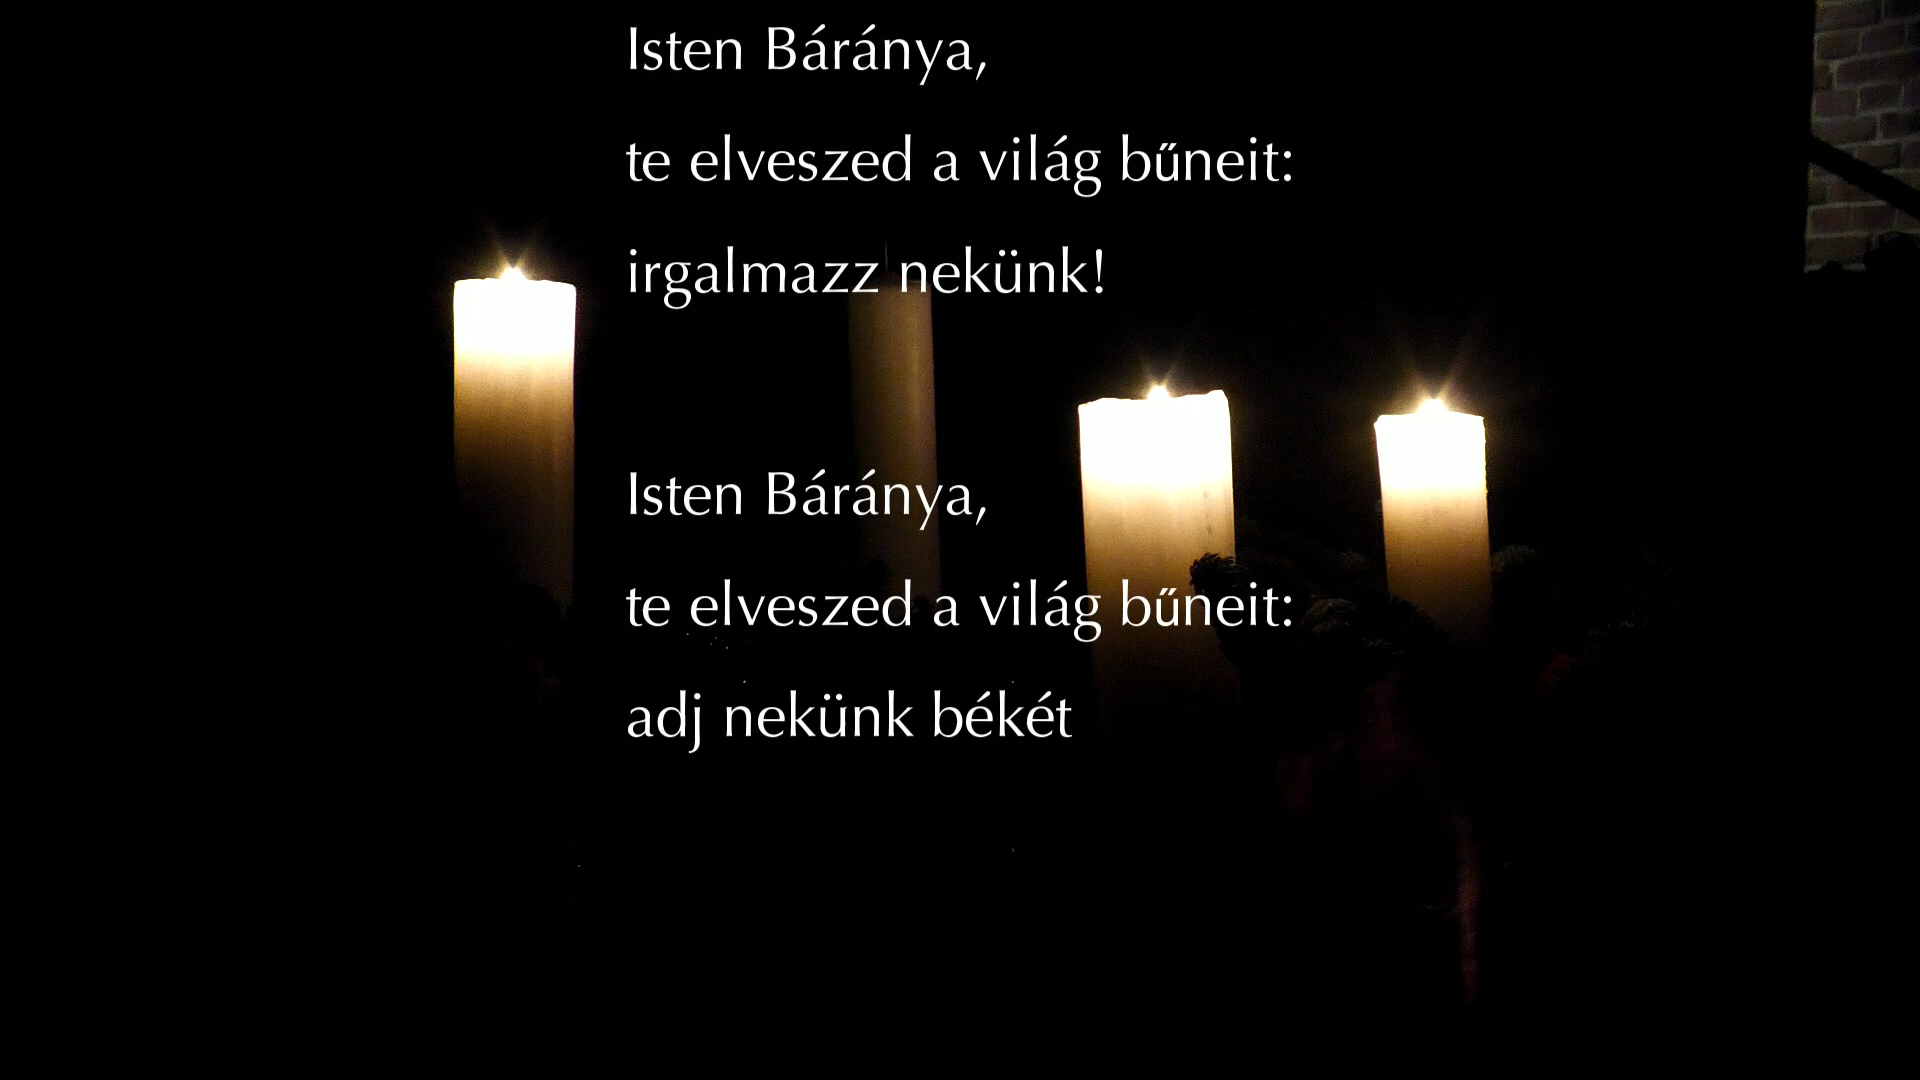 Isten Báránya,
te elveszed a világ bűneit:
irgalmazz nekünk!
Isten Báránya,
te elveszed a világ bűneit:
adj nekünk békét